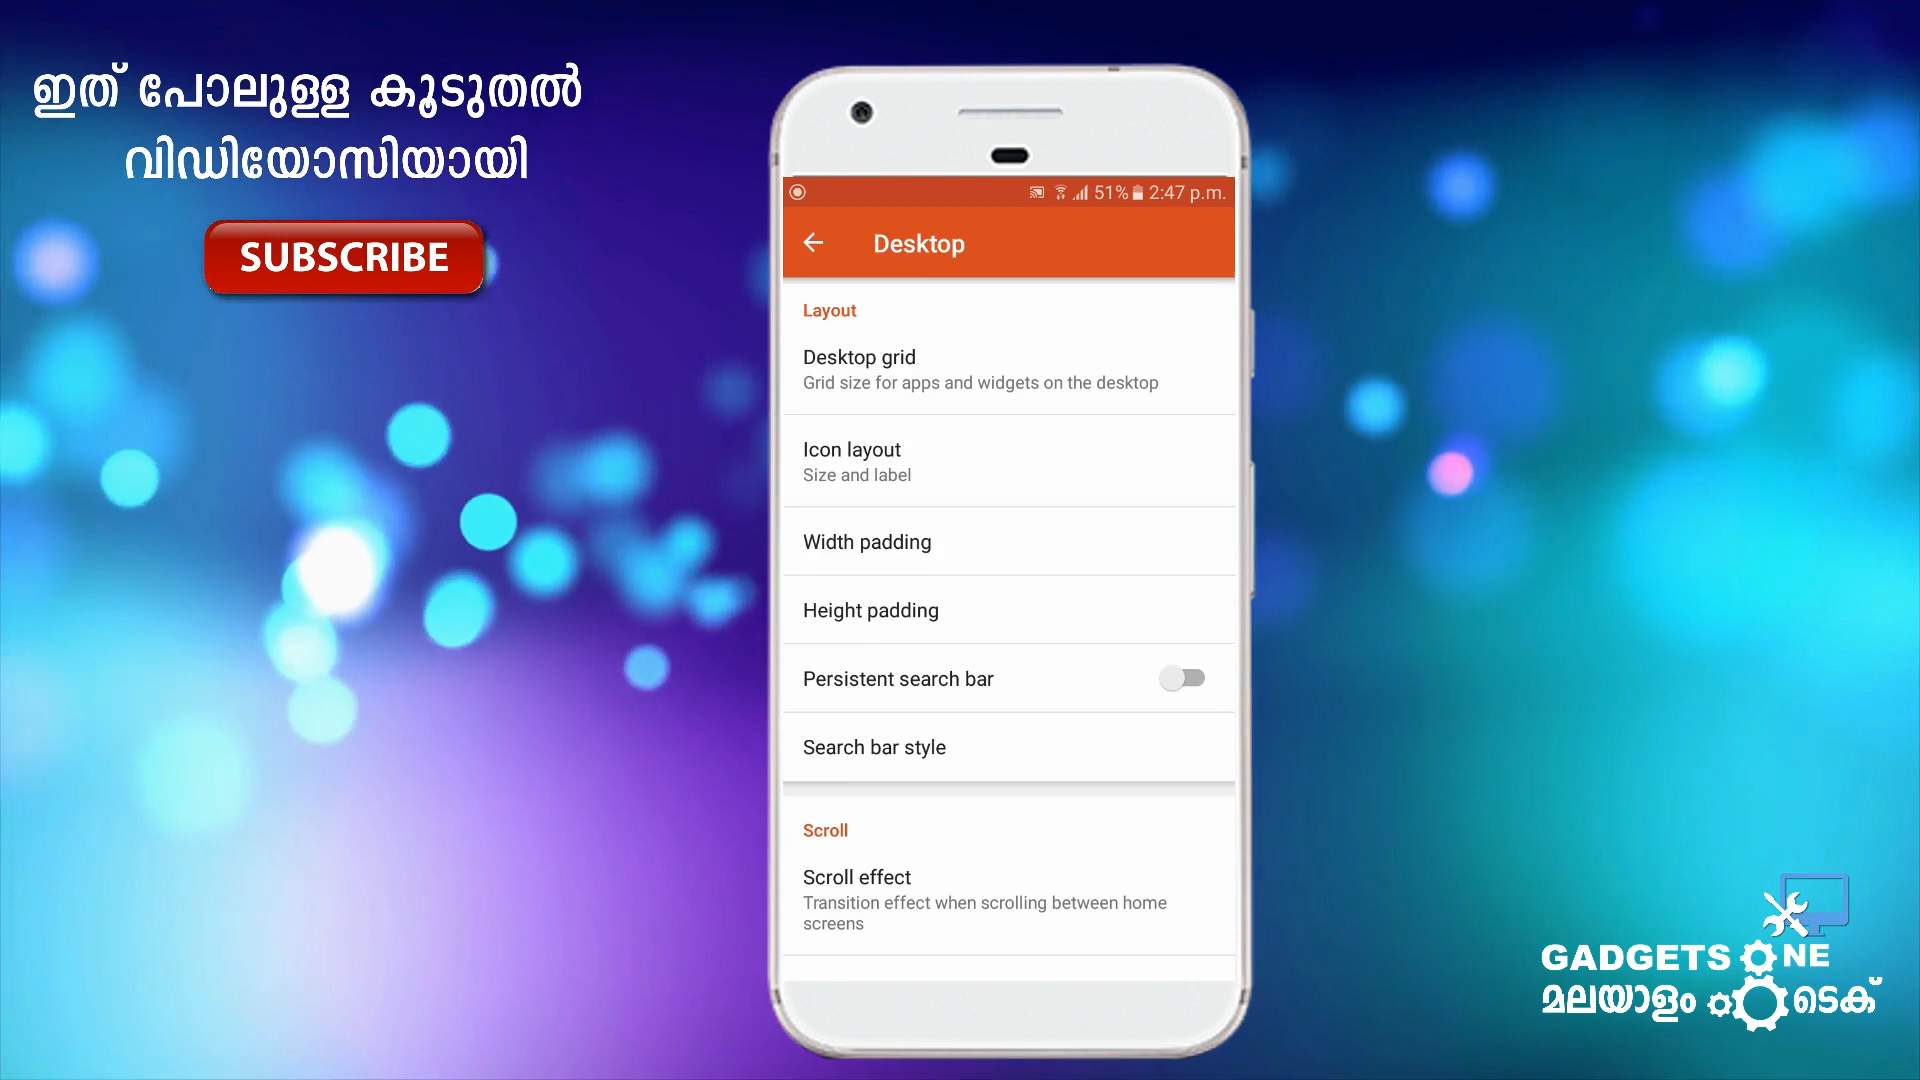 ഇത് പോലുള്ള കൂടുതൽ
വിഡിയോസിയായി
SUBSCRIBE
51% 2:47 p.m.
Desktop
Layout
Desktop grid
Grid size for apps and widgets on the desktop
Icon layout
Size and label
Width padding
Height padding
Persistent search bar
Search bar style
Scroll
Scroll effect
Transition effect when scrolling between home
screens
GADGETS ONE
മലയാളം ടെക്